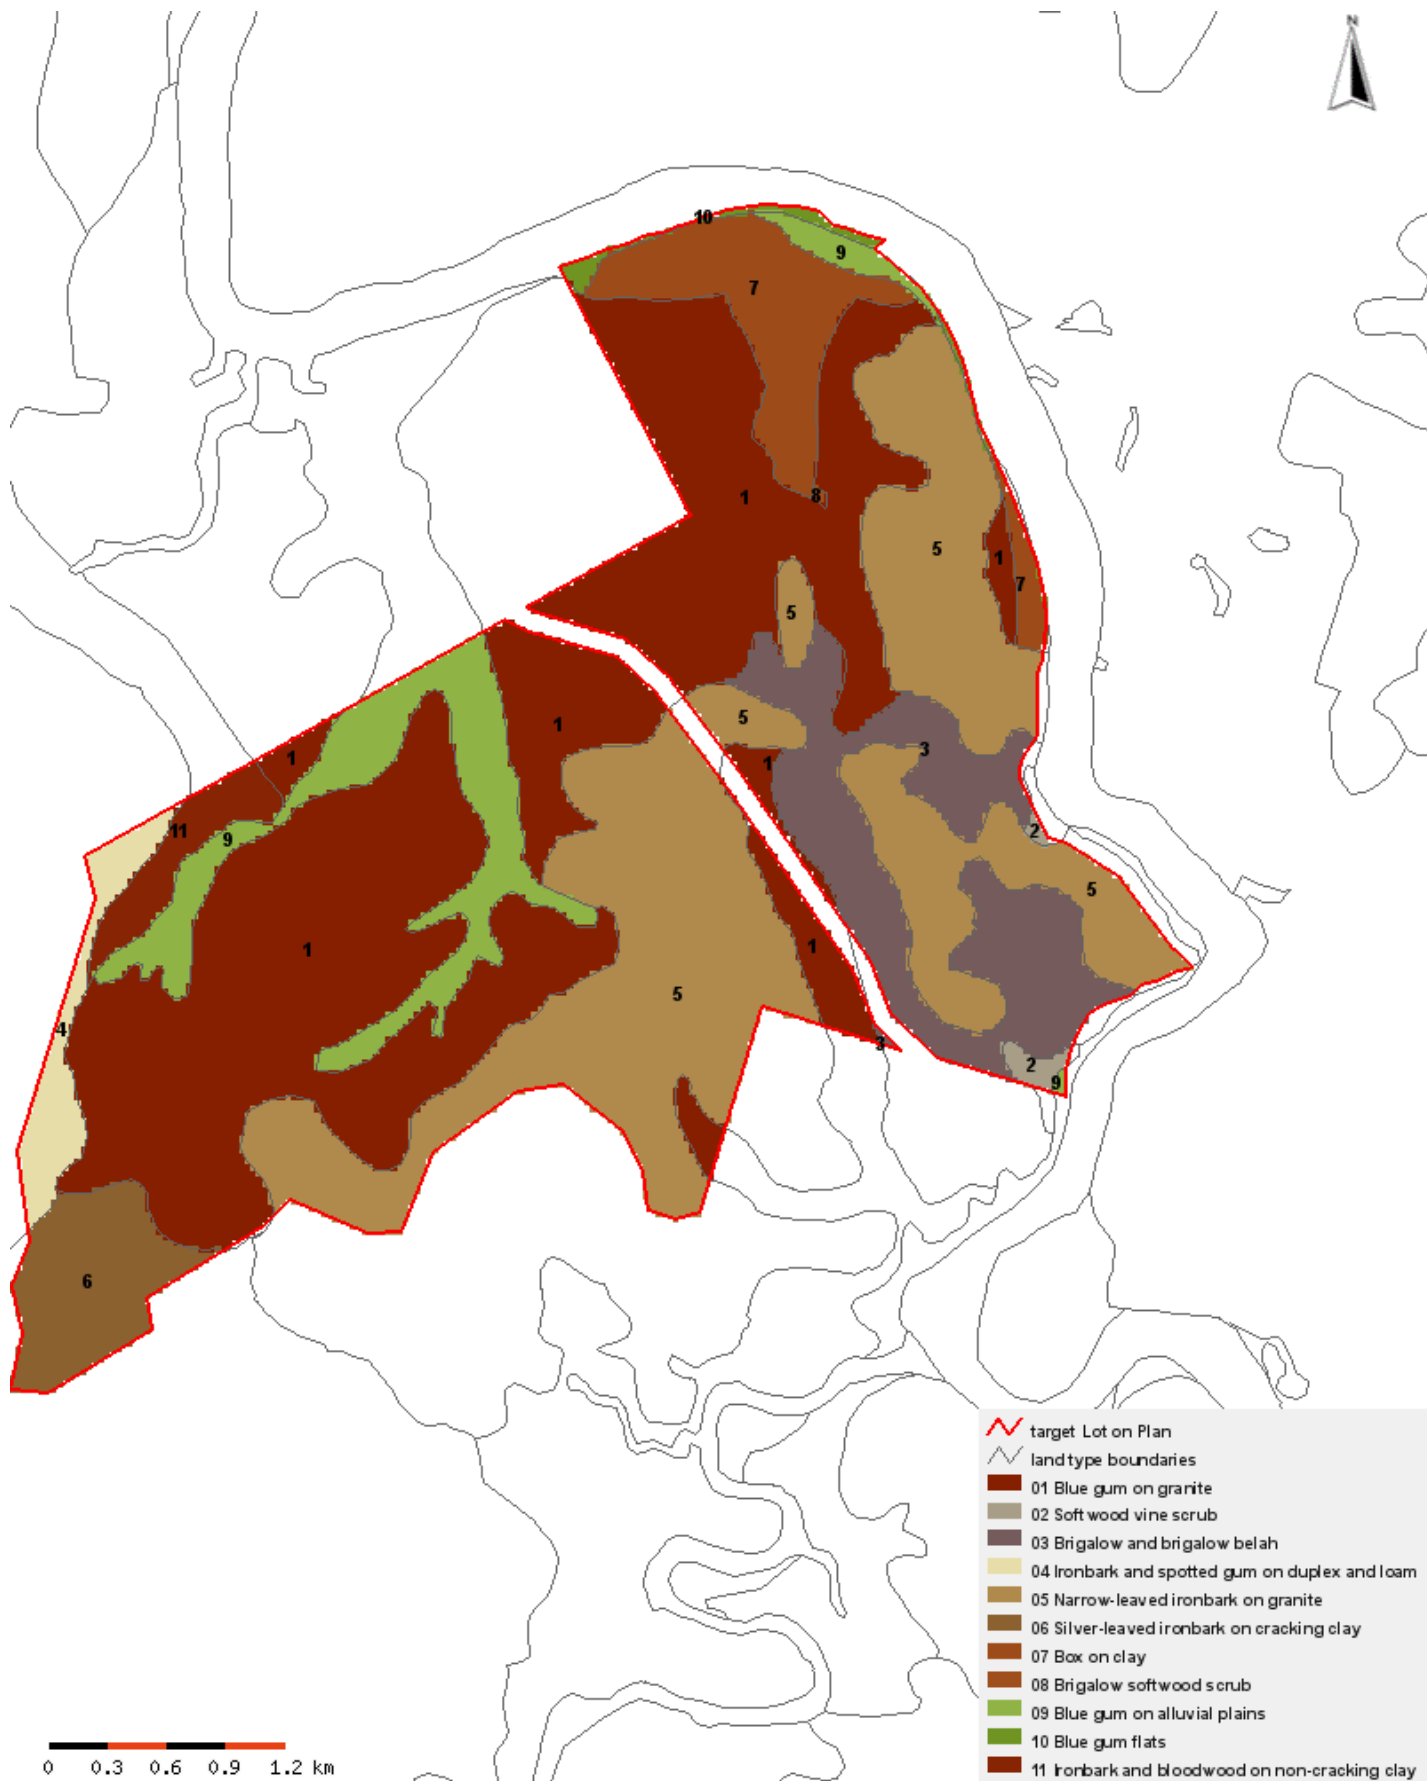 N
10
9
7
1
8
5
1
7
5
5
1
3
1
1
11
9
2
5
1
1
5
4
3
2
9
6
target Lot on Plan
land type boundaries
01 Blue gum on granite
02 Softwood vine scrub
03 Brigalow and brigalow belah
04 Ironbark and spotted gum on duplex and loam
05 Narrow-leaved ironbark on granite
06 Silver-leaved ironbark on cracking clay
07 Box on clay
08 Brigalow softwood scrub
09 Blue gum on alluvial plains
10 Blue gum flats
11 Ironbark and bloodwood on non-cracking clay
0 0.3 0.6 0.9 1.2 km